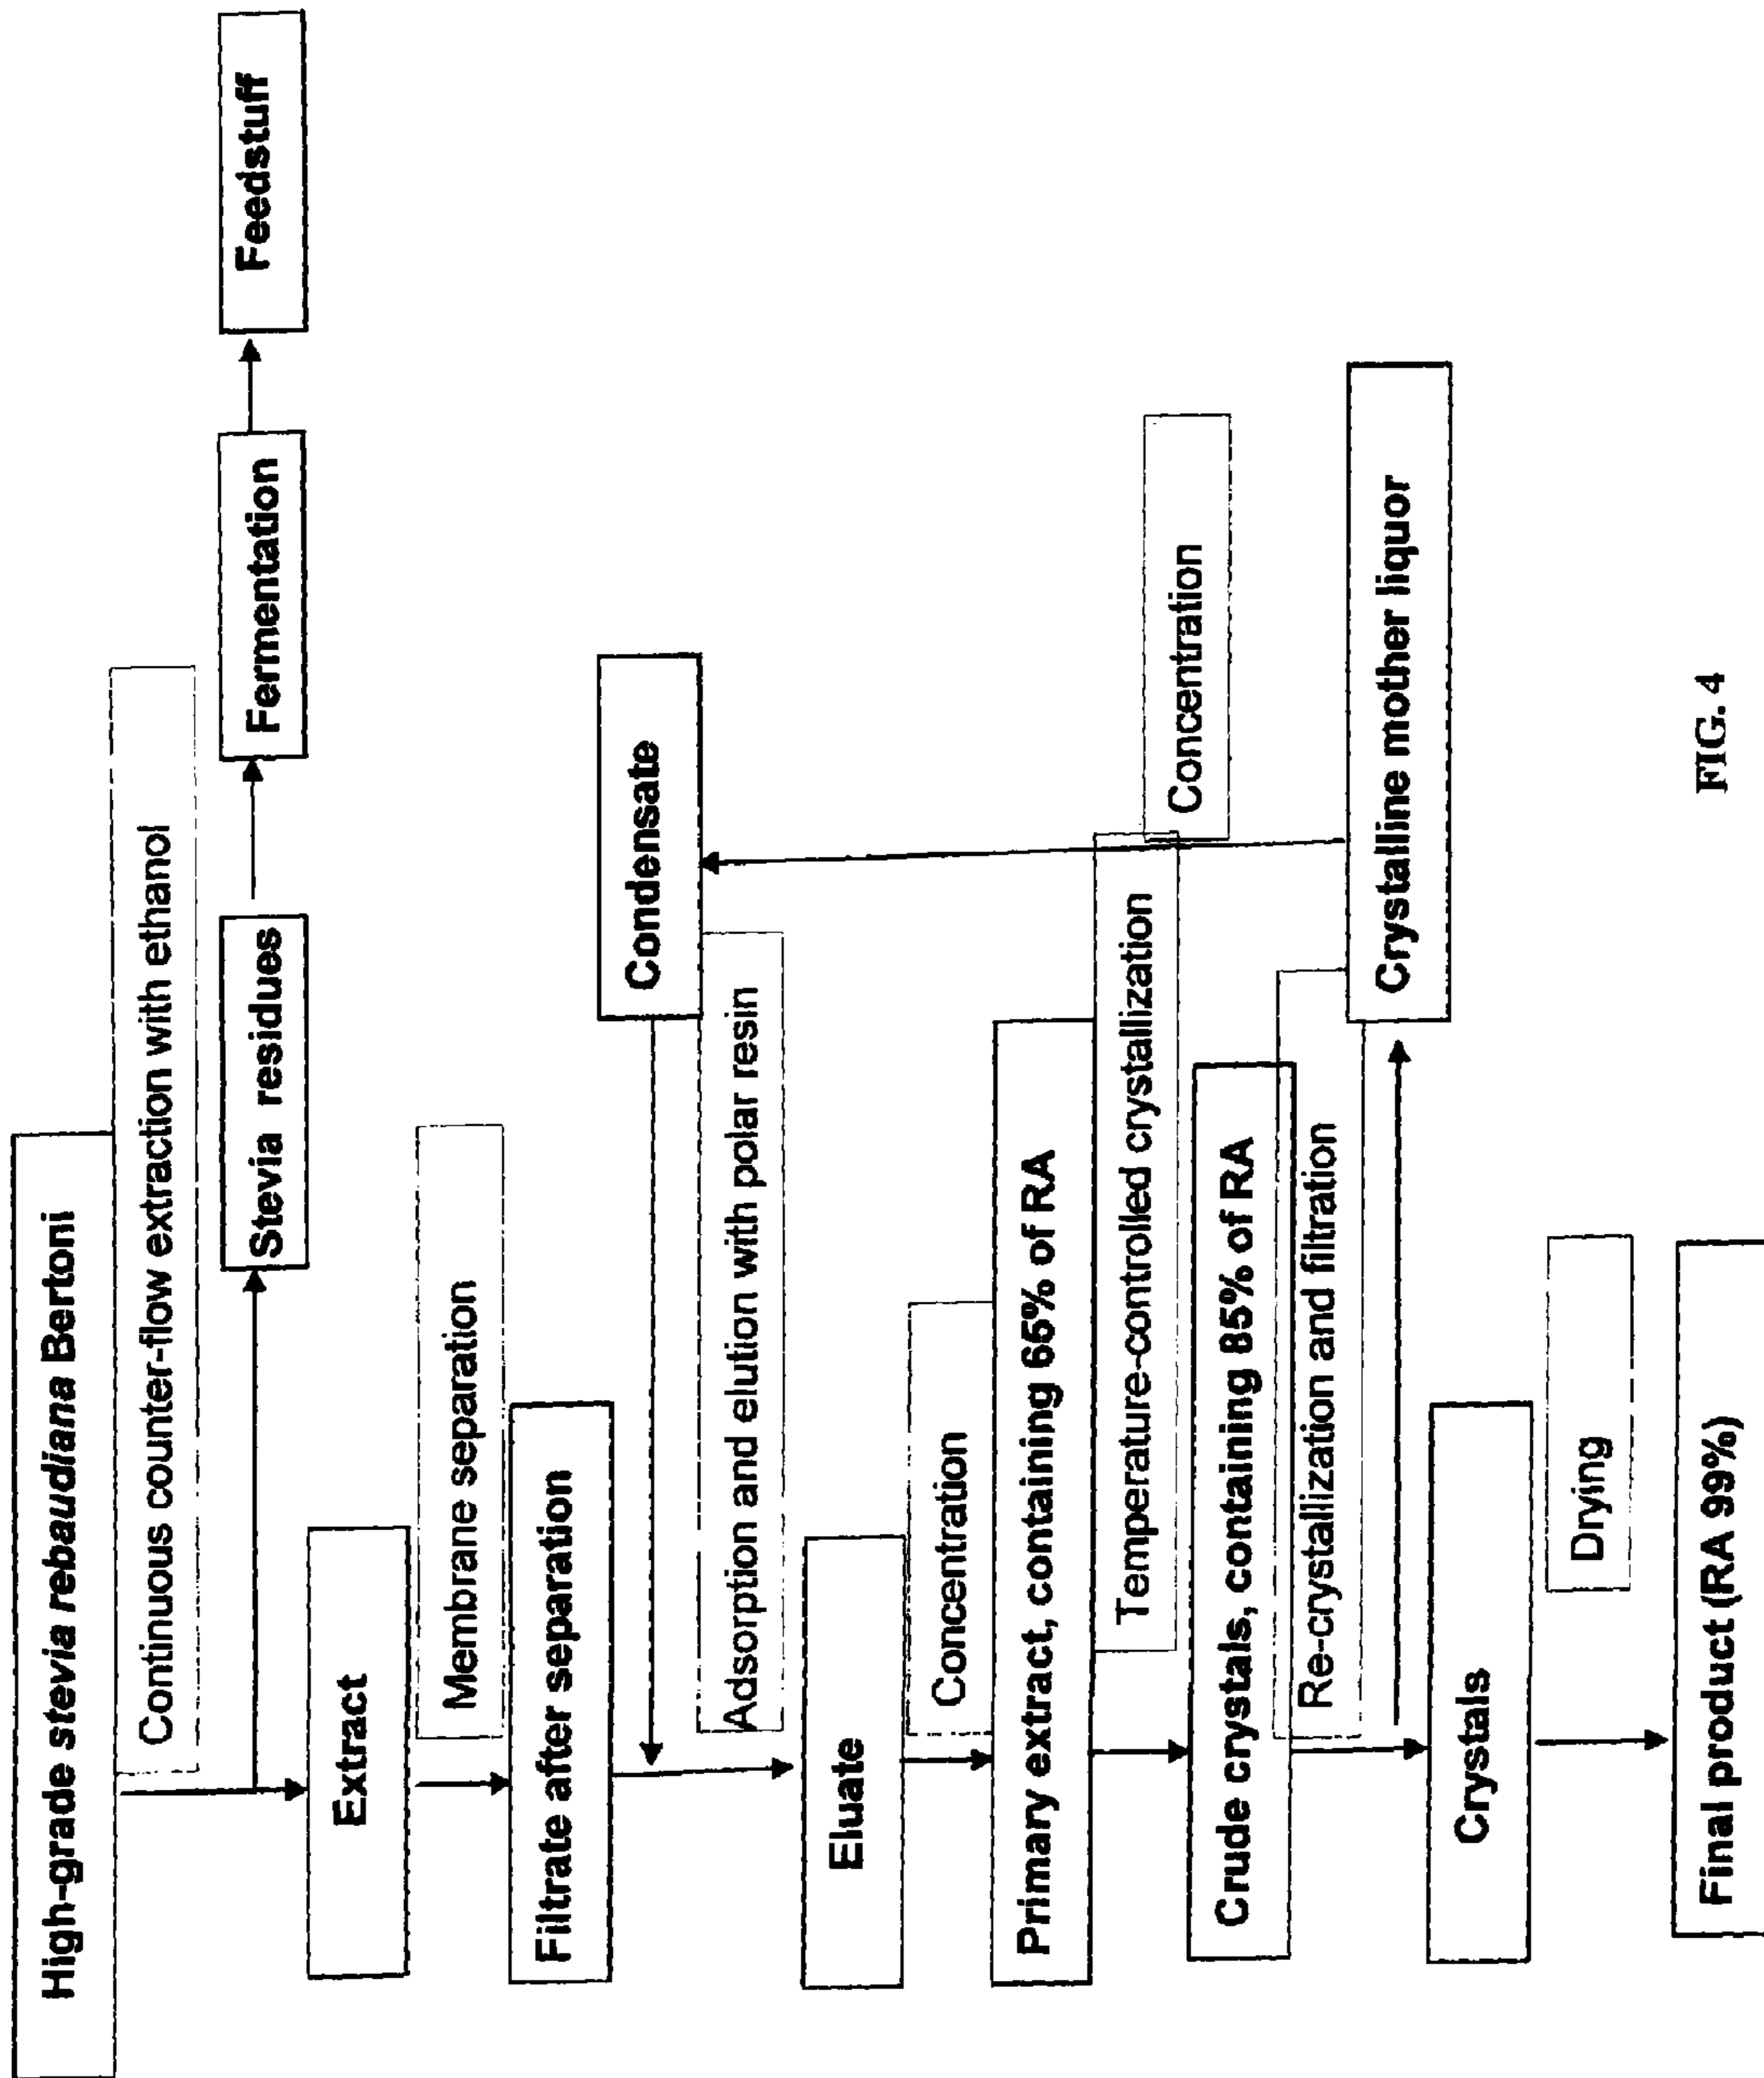 High-grade stevia rebaudiana Bertoni
Continuous counter-flow extraction with ethanol
Stevia residues
Fermentation
Feedstuff
Extract
Membrane separation
Filtrate after separation
Condensate
Adsorption and elution with polar resin
Eluate
Concentration
Primary extract, containing 65% of RA
Temperature-controlled crystallization
Concentration
Crude crystals, containing 85% of RA
Re-crystallization and filtration
Crystalline mother liquor
Crystals
Drying
Final product (RA 99%)
FIG. 4